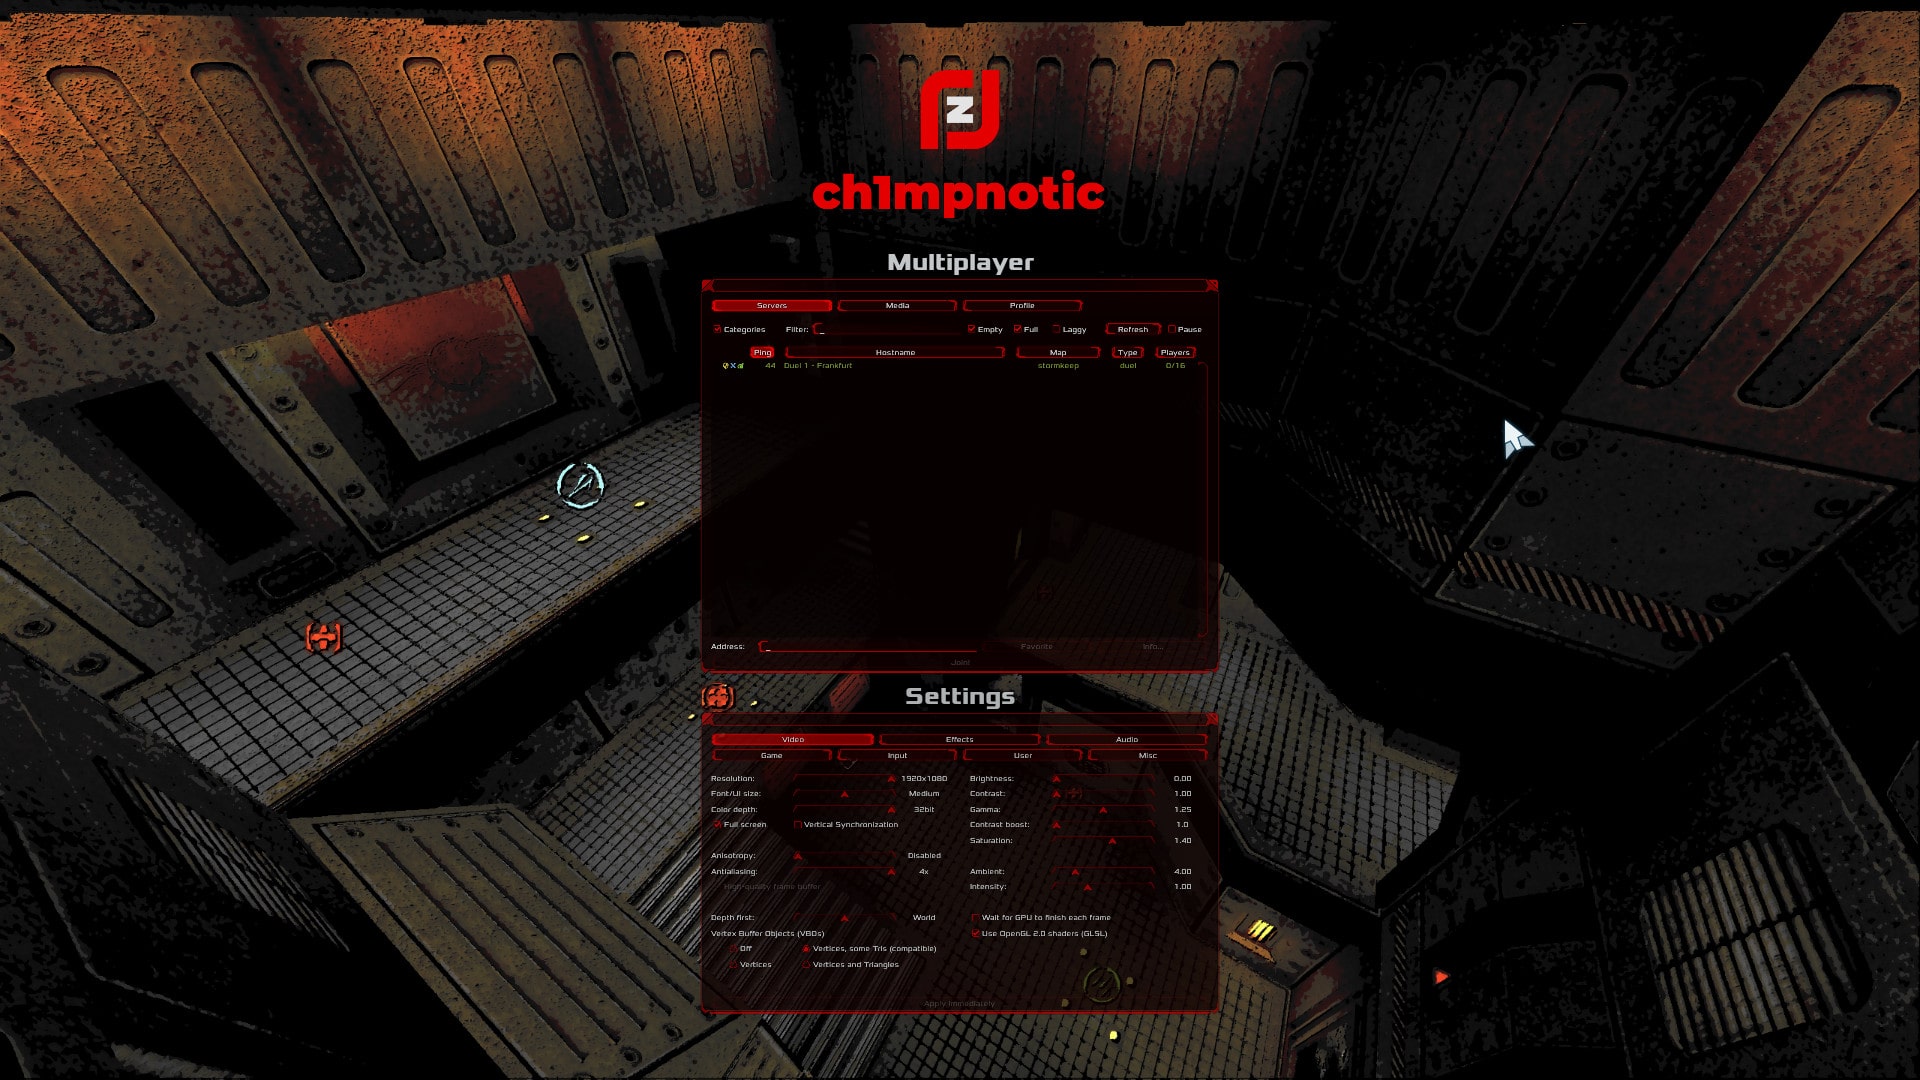 z
ch1mpnotic
Multiplayer
Servers Media Profile
Categories Filter: _ Empty Full Laggy Refresh Pause
Ping Hostname Map Type Players
44 Duel 1 - Frankfurt stormkeep duel 0/16
Address: _ Favorite Info...
Join!
Settings
Video Effects Audio
Game Input User Misc
Resolution: 1920x1080 Brightness: 0.00
Font/UI size: Medium Contrast: 1.00
Color depth: 32bit Gamma: 1.25
Full screen Vertical Synchronization Contrast boost: 1.0
Saturation: 1.40
Anisotropy: Disabled
Antialiasing: 4x Ambient: 4.00
High-quality frame buffer Intensity: 1.00
Depth first: World Wait for GPU to finish each frame
Vertex Buffer Objects (VBOs) Use OpenGL 2.0 shaders (GLSL)
Off Vertices, some Tris (compatible)
Vertices Vertices and Triangles
Apply immediately